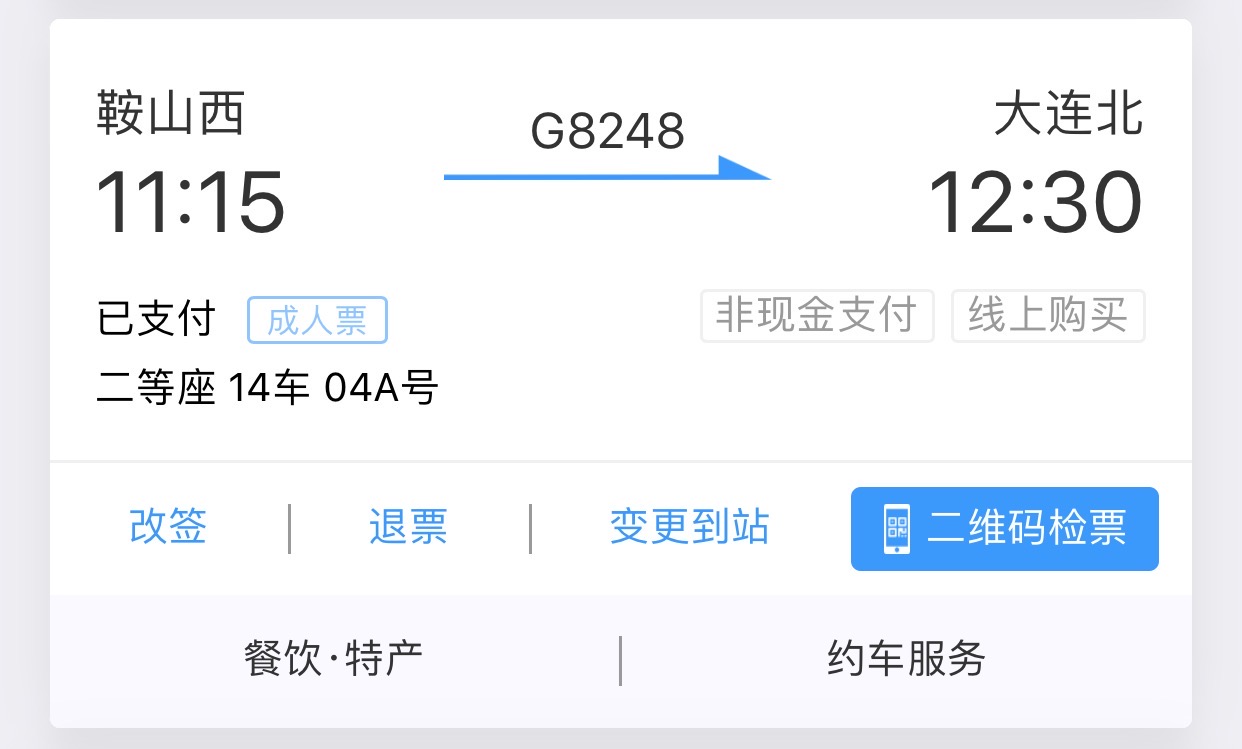 鞍山西
G8248
大连北
11:15
12:30
已支付 成人票 非现金支付 线上购买
二等座 14车 04A号
改签 退票 变更到站 二维码检票
餐饮·特产 约车服务